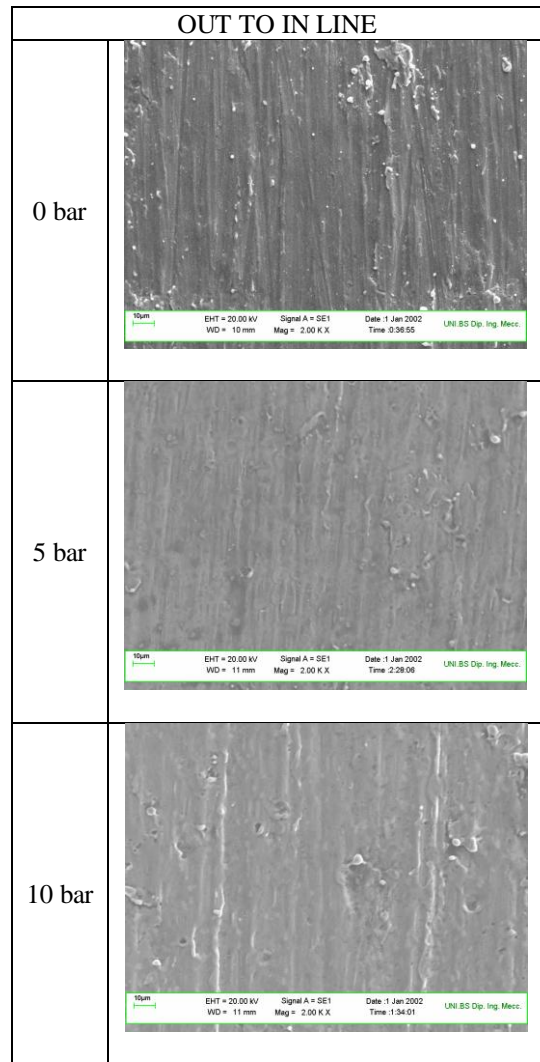 OUT TO IN LINE
0 bar
10µm
EHT = 20.00 kV
Signal A = SE1
Date :1 Jan 2002
WD = 10 mm
Mag = 2.00 K X
Time :0:36:55
UNI.BS Dip. Ing. Mecc.
5 bar
10µm
EHT = 20.00 kV
Signal A = SE1
Date :1 Jan 2002
WD = 11 mm
Mag = 2.00 K X
Time :2:28:06
UNI.BS Dip. Ing. Mecc.
10 bar
10µm
EHT = 20.00 kV
Signal A = SE1
Date :1 Jan 2002
WD = 11 mm
Mag = 2.00 K X
Time :1:34:01
UNI.BS Dip. Ing. Mecc.